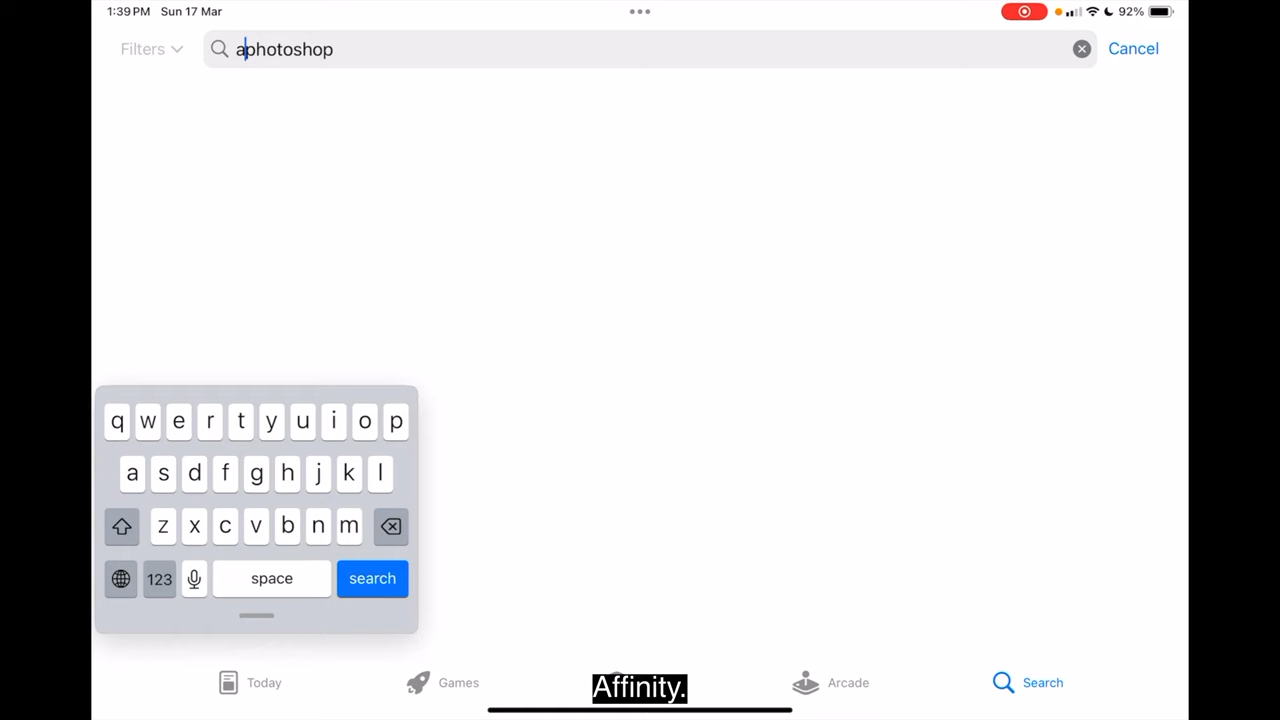 1:39 PM Sun 17 Mar 92%
Filters aphotoshop Cancel
q w e r t y u i o p
a s d f g h j k l
z x c v b n m
123 space search
Today Games Arcade Search
Affinity.